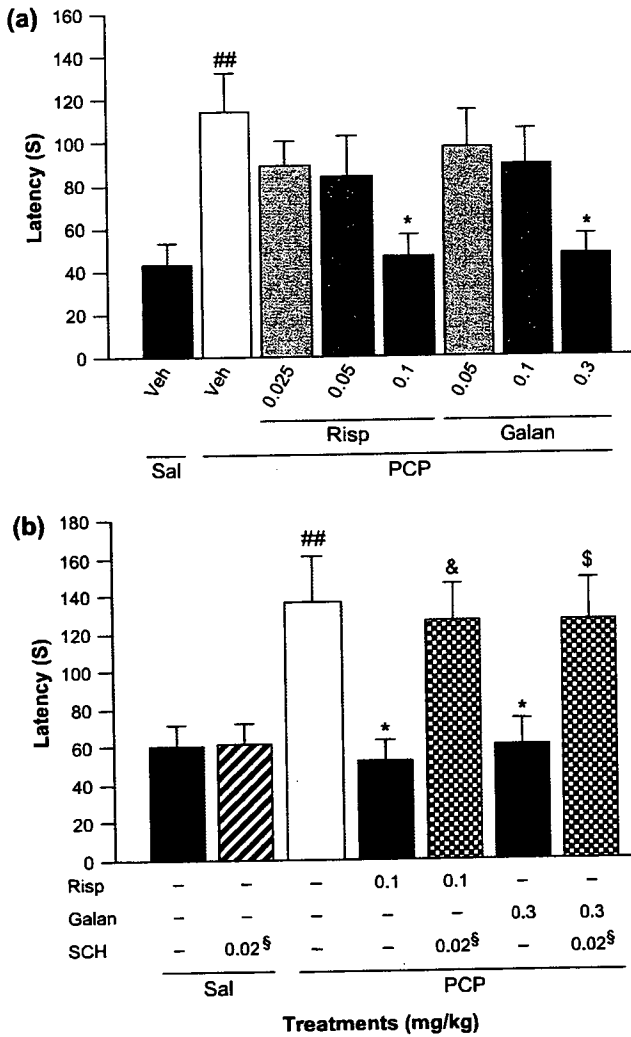 (a)
160
140
120
100
80
60
40
20
0
Latency (S)
##
*
*
Veh
Veh
0.025
0.05
0.1
0.05
0.1
0.3
Risp
Galan
Sal
PCP
(b)
180
160
140
120
100
80
60
40
20
0
Latency (S)
##
*
&
*
$
Risp – – – 0.1 0.1 – –
Galan – – – – – 0.3 0.3
SCH – 0.02§ – – 0.02§ – 0.02§
Sal
PCP
Treatments (mg/kg)